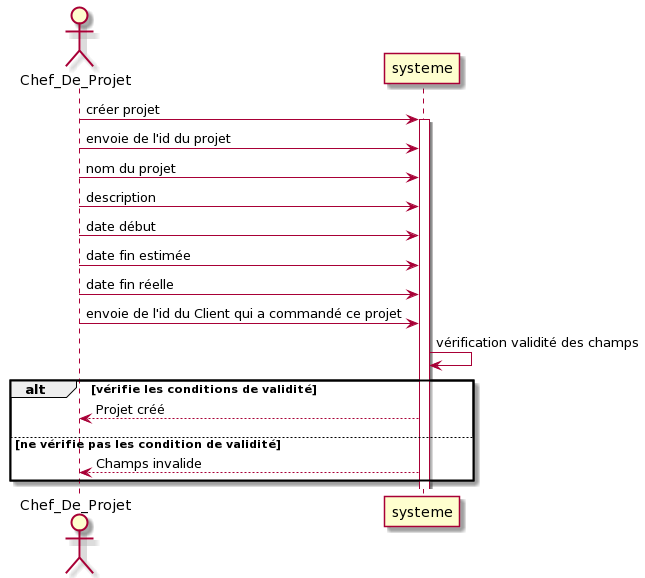 Chef_De_Projet
systeme
créer projet
envoie de l'id du projet
nom du projet
description
date début
date fin estimée
date fin réelle
envoie de l'id du Client qui a commandé ce projet
vérification validité des champs
alt [vérifie les conditions de validité]
Projet créé
[ne vérifie pas les condition de validité]
Champs invalide
Chef_De_Projet
systeme